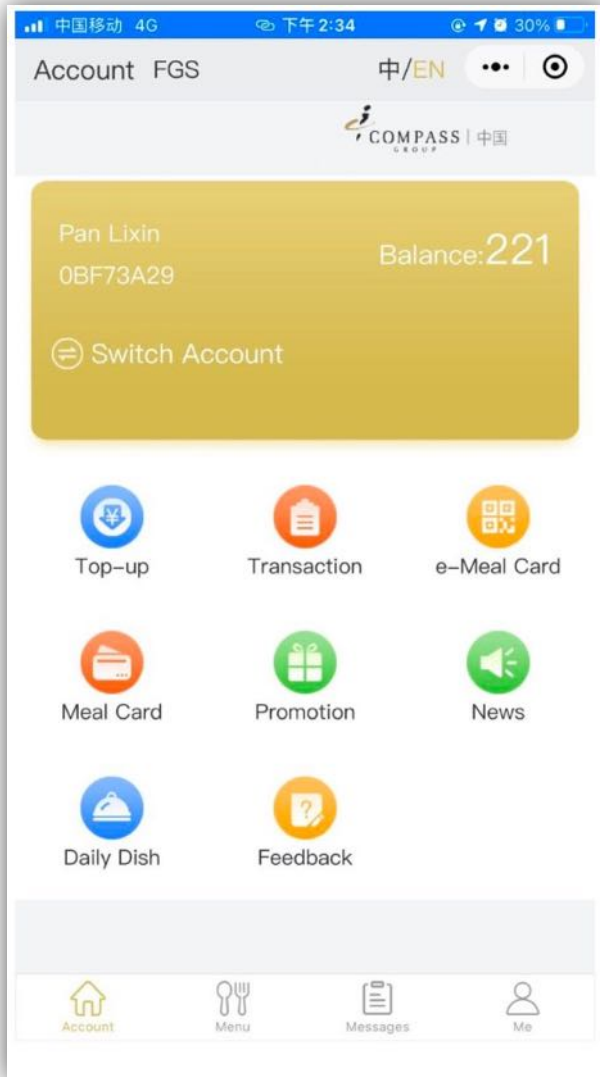 中国移动 4G 下午2:34 30%
Account FGS 中/EN
COMPASS 中国
GROUP
Pan Lixin
Balance:221
0BF73A29
Switch Account
Top-up Transaction e-Meal Card
Meal Card Promotion News
Daily Dish Feedback
Account Menu Messages Me